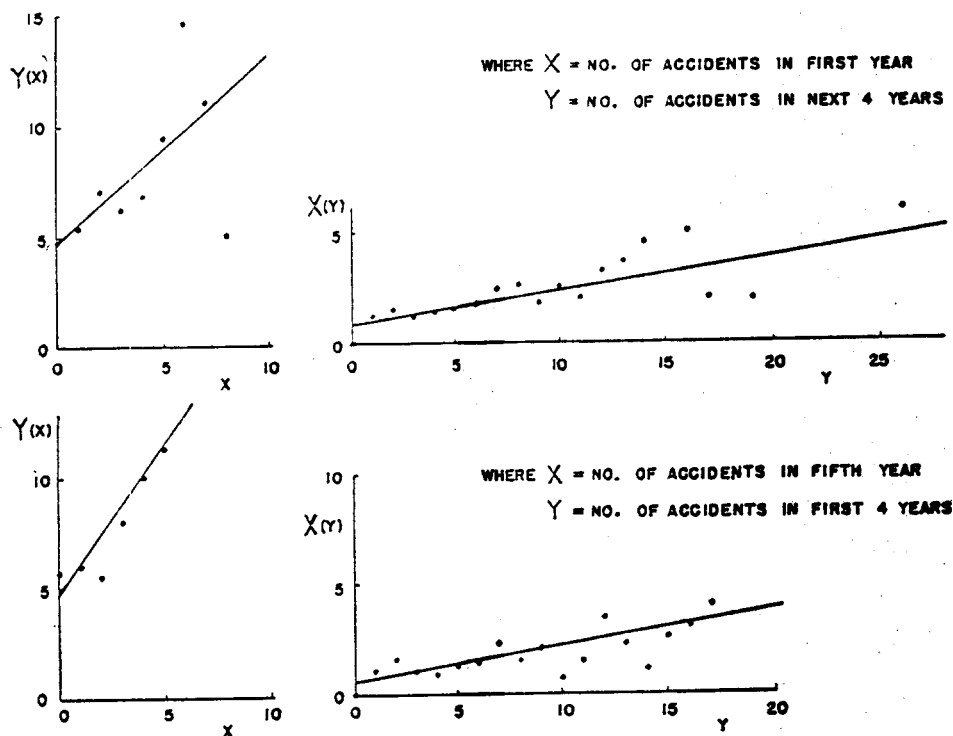 15
Y(X)
10
5
0
0 5 10
X
WHERE X = NO. OF ACCIDENTS IN FIRST YEAR
Y = NO. OF ACCIDENTS IN NEXT 4 YEARS
X(Y)
5
0
0 5 10 15 20 25
Y
Y(X)
10
5
0
0 5 10
X
WHERE X = NO. OF ACCIDENTS IN FIFTH YEAR
Y = NO. OF ACCIDENTS IN FIRST 4 YEARS
10
X(Y)
5
0
0 5 10 15 20
Y